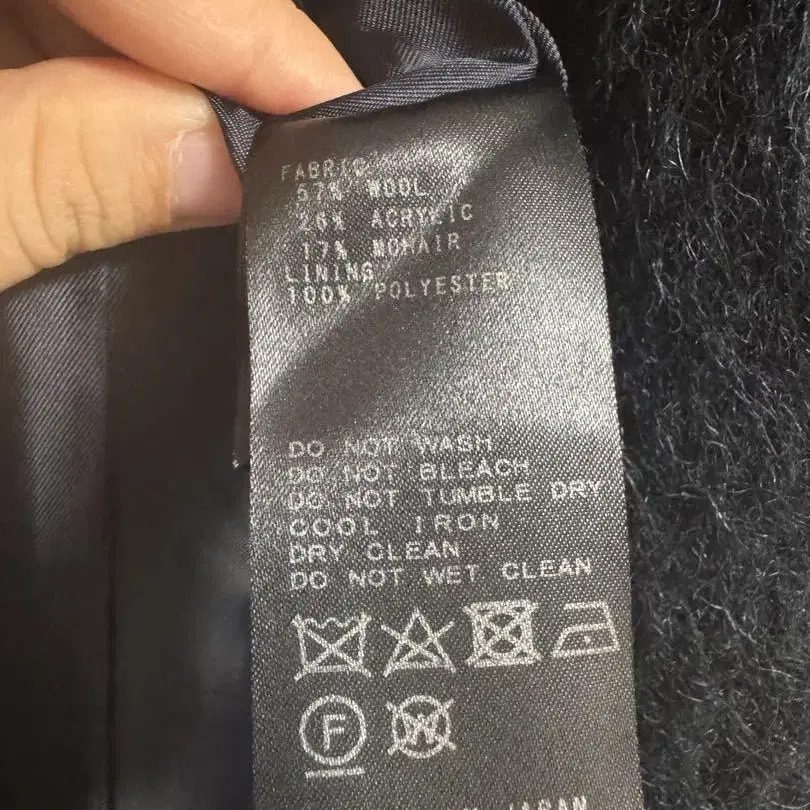 FABRIC
57% WOOL
26% ACRYLIC
17% MOHAIR
LINING
100% POLYESTER
DO NOT WASH
DO NOT BLEACH
DO NOT TUMBLE DRY
COOL IRON
DRY CLEAN
DO NOT WET CLEAN
F W
JAPAN